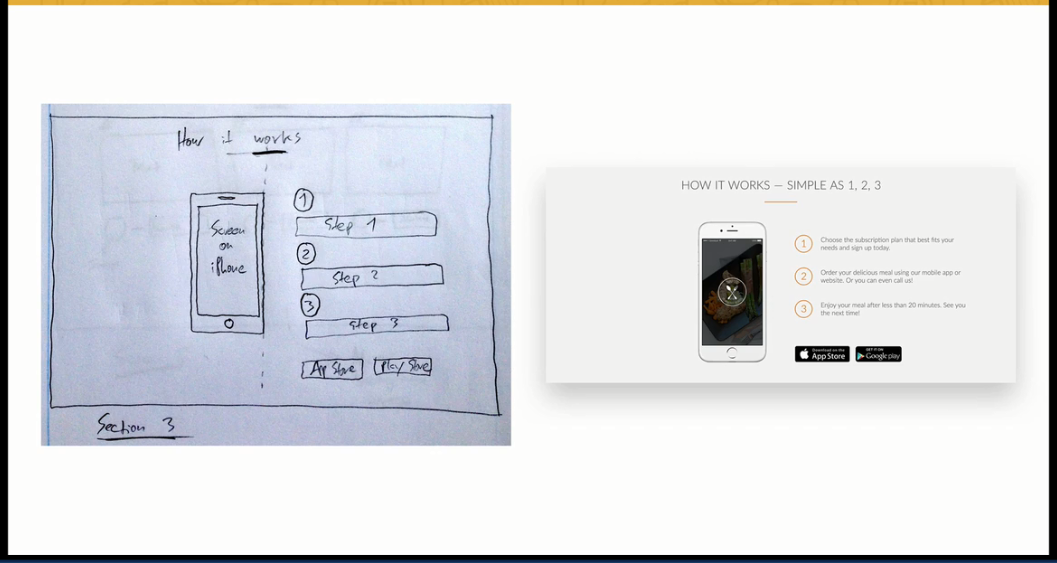 How it works
Screen
on
iPhone
1
Step 1
2
Step 2
3
Step 3
App Store
Play Store
Section 3
HOW IT WORKS — SIMPLE AS 1, 2, 3
1
Choose the subscription plan that best fits your
needs and sign up today.
2
Order your delicious meal using our mobile app or
website. Or you can even call us!
3
Enjoy your meal after less than 20 minutes. See you
the next time!
Download on the
App Store
GET IT ON
Google play